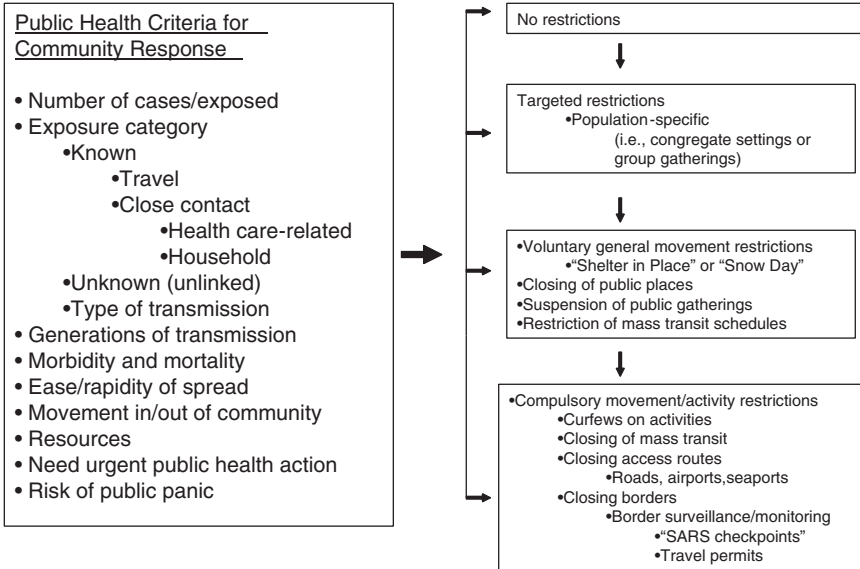 Public Health Criteria for
Community Response
• Number of cases/exposed
• Exposure category
•Known
•Travel
•Close contact
•Health care-related
•Household
•Unknown (unlinked)
•Type of transmission
• Generations of transmission
• Morbidity and mortality
• Ease/rapidity of spread
• Movement in/out of community
• Resources
• Need urgent public health action
• Risk of public panic
No restrictions
Targeted restrictions
•Population-specific
(i.e., congregate settings or
group gatherings)
•Voluntary general movement restrictions
•“Shelter in Place” or “Snow Day”
•Closing of public places
•Suspension of public gatherings
•Restriction of mass transit schedules
•Compulsory movement/activity restrictions
•Curfews on activities
•Closing of mass transit
•Closing access routes
•Roads, airports,seaports
•Closing borders
•Border surveillance/monitoring
•“SARS checkpoints”
•Travel permits